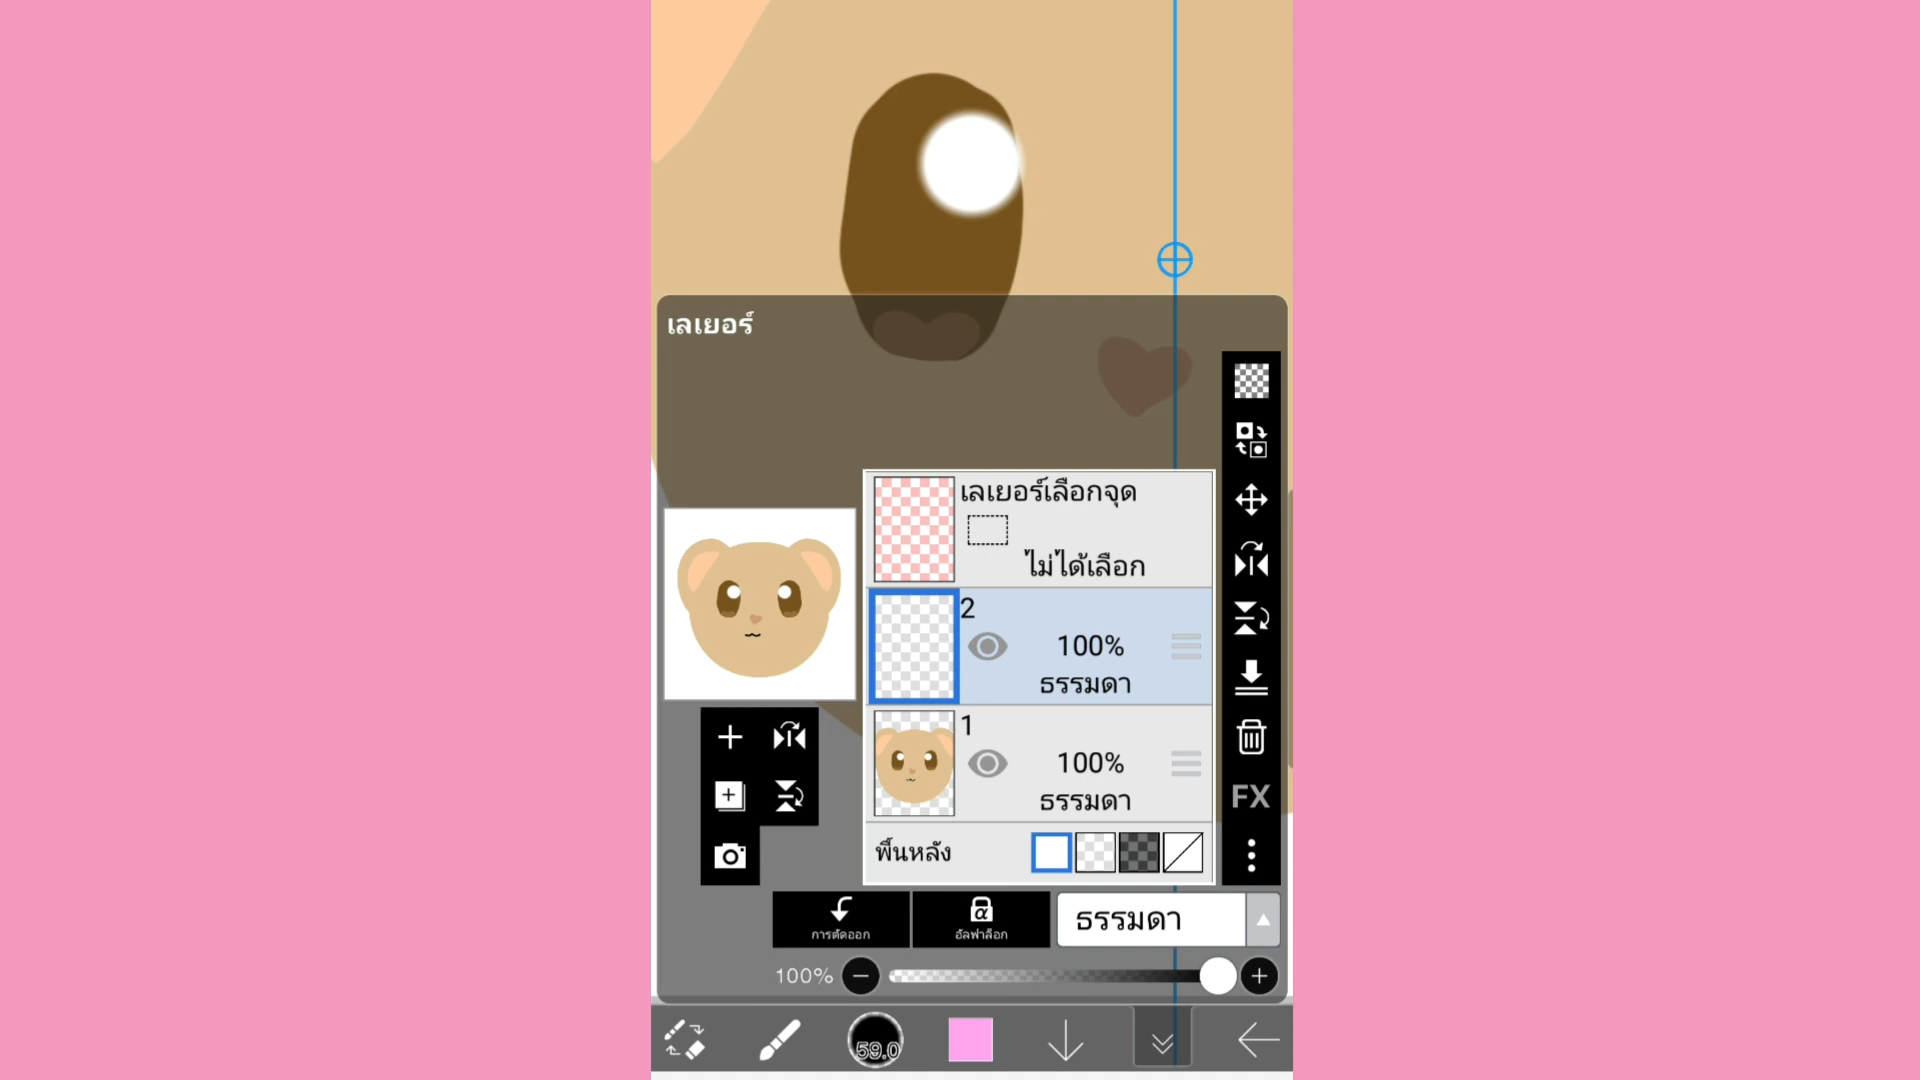 เลเยอร์
เลเยอร์เลือกจุด
ไม่ได้เลือก
2
100%
ธรรมดา
1
100%
ธรรมดา
FX
พื้นหลัง
การตัดออก
α
อัลฟาล็อก
ธรรมดา
100%
59.0